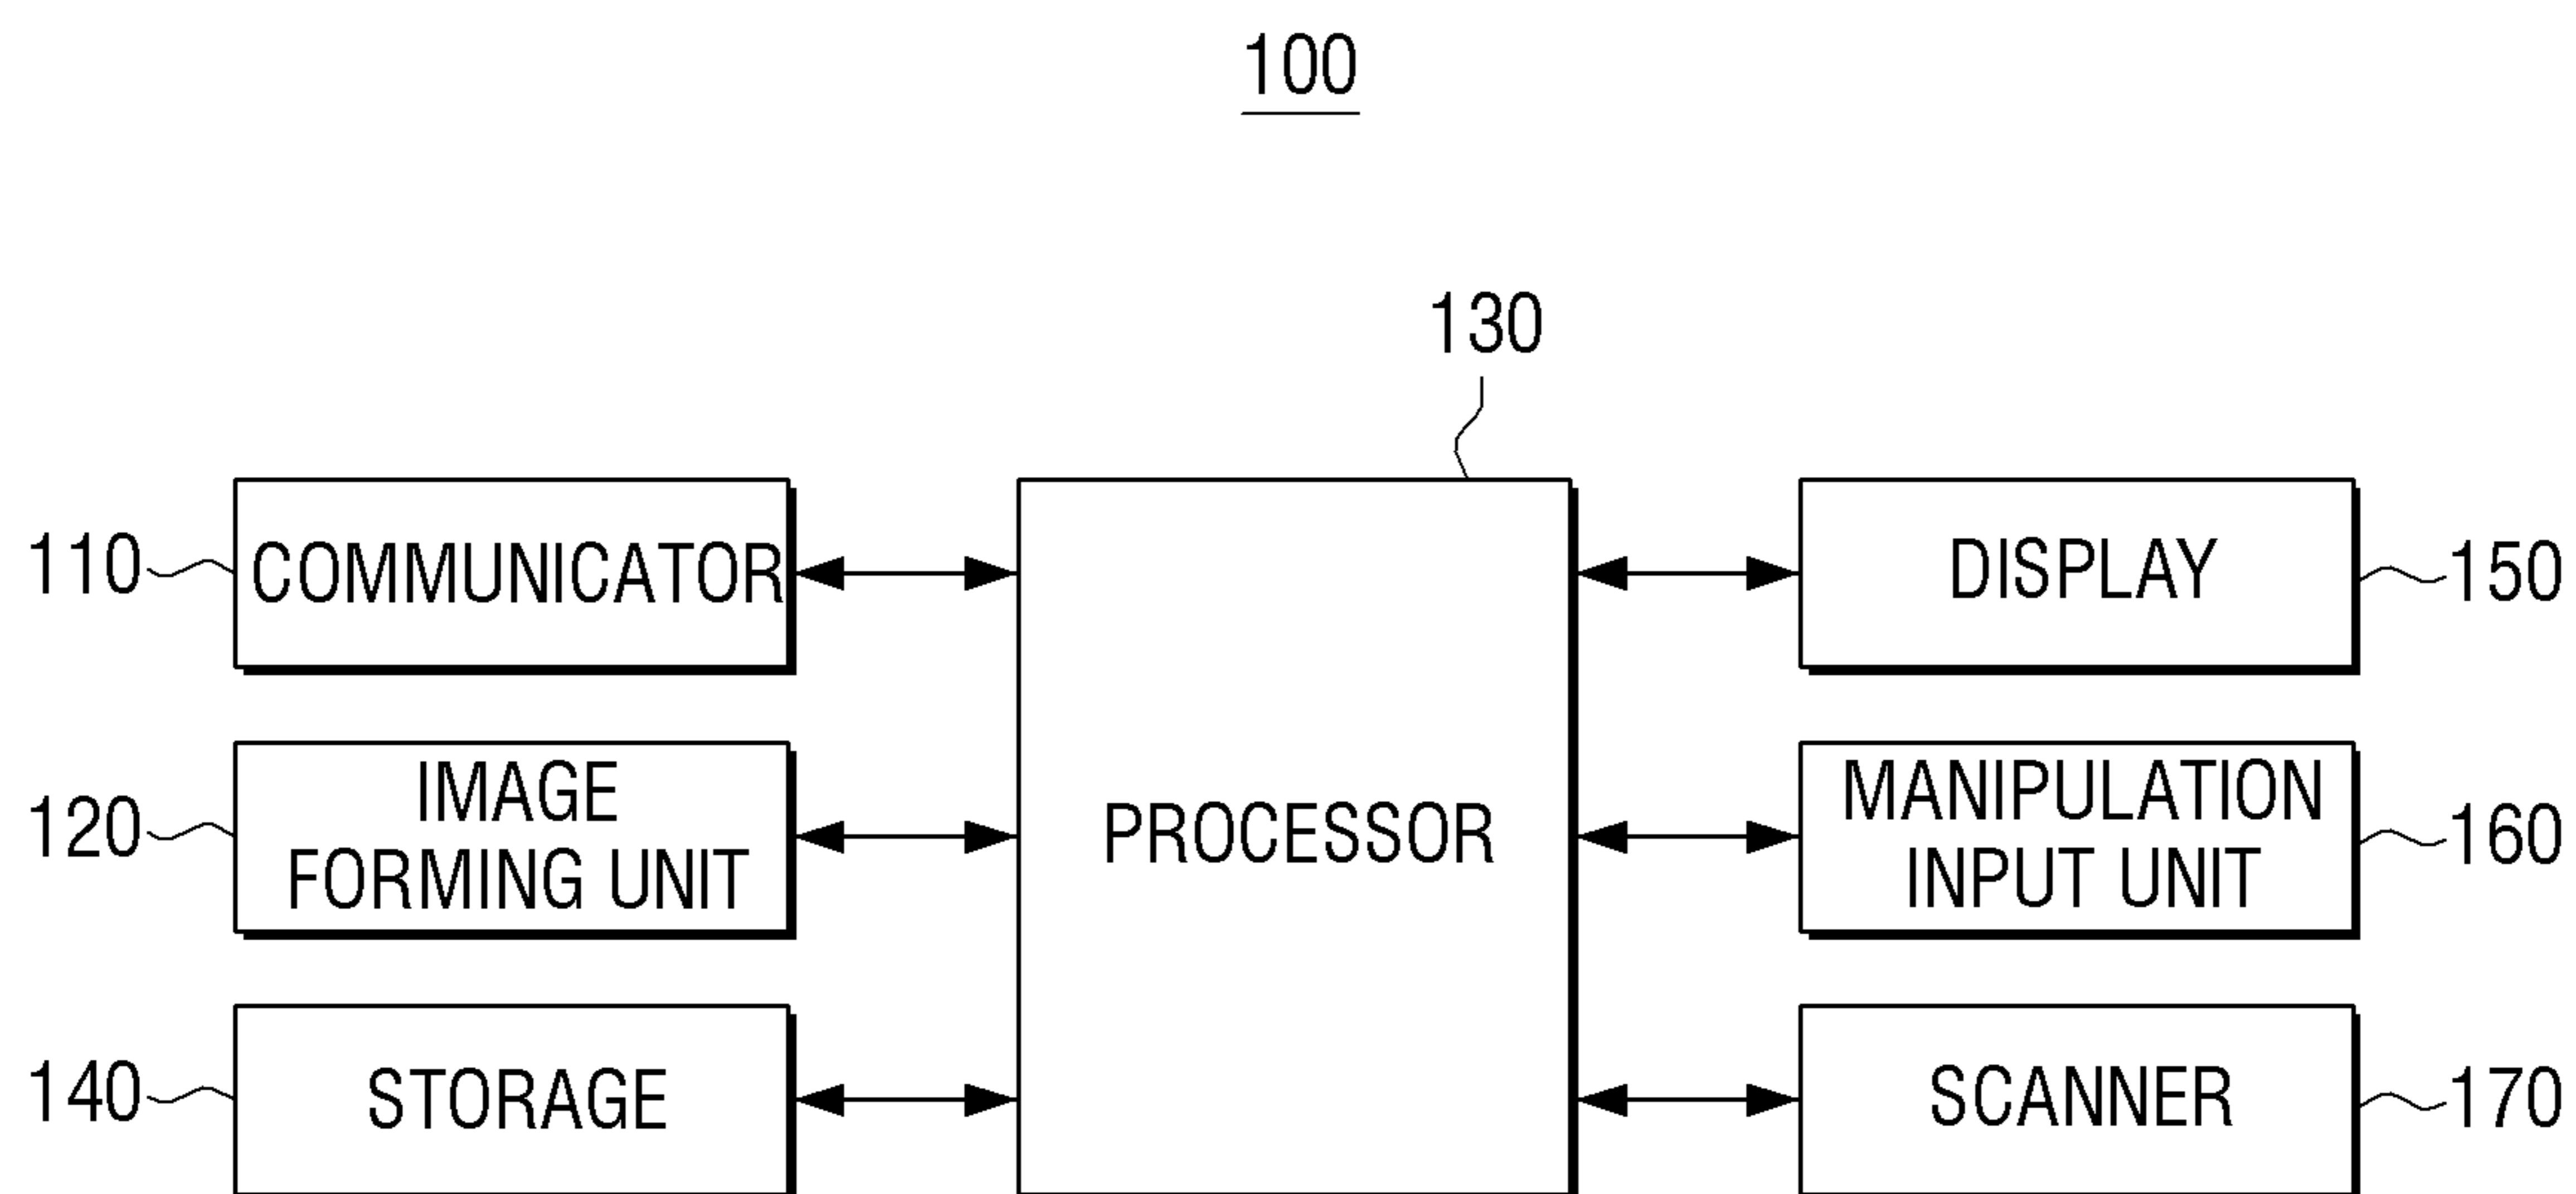 100
130
110
COMMUNICATOR
DISPLAY
150
120
IMAGE
FORMING UNIT
PROCESSOR
MANIPULATION
INPUT UNIT
160
140
STORAGE
SCANNER
170